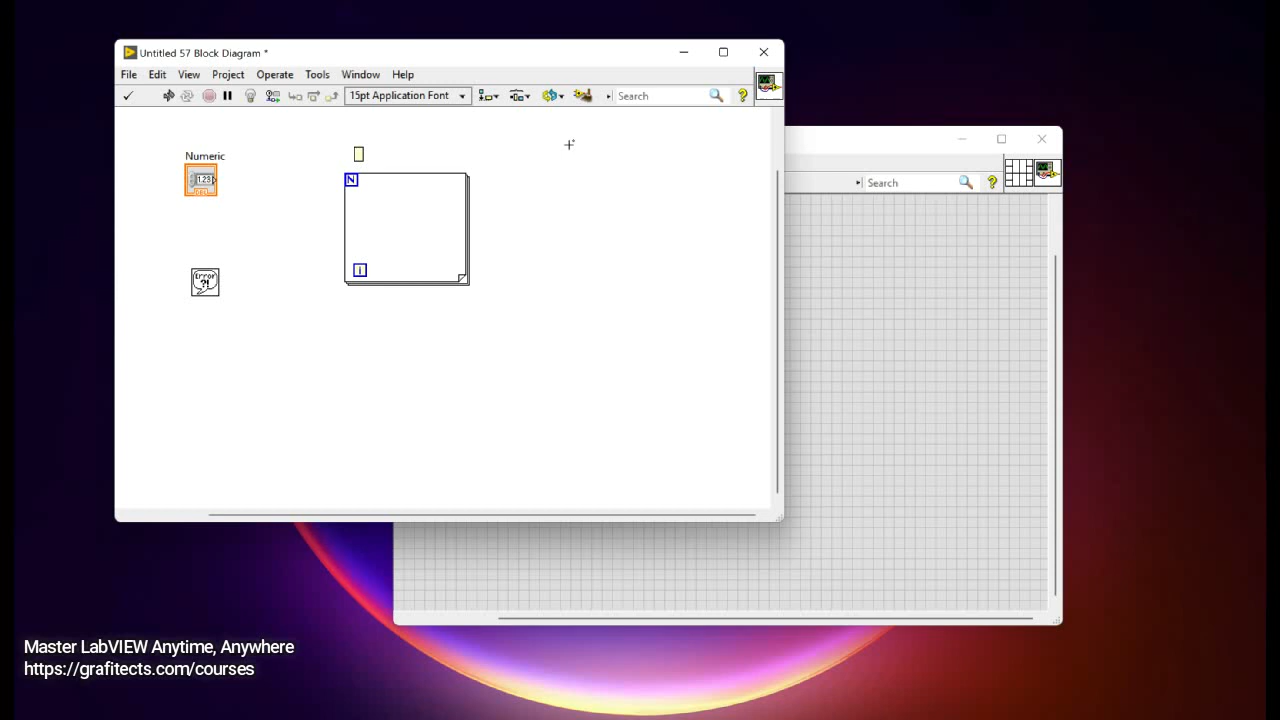 Untitled 57 Block Diagram *
File Edit View Project Operate Tools Window Help
15pt Application Font
Search
?
Search
?
Numeric
1.23
DBL
N
i
Error
?!
Master LabVIEW Anytime, Anywhere
https://grafitects.com/courses